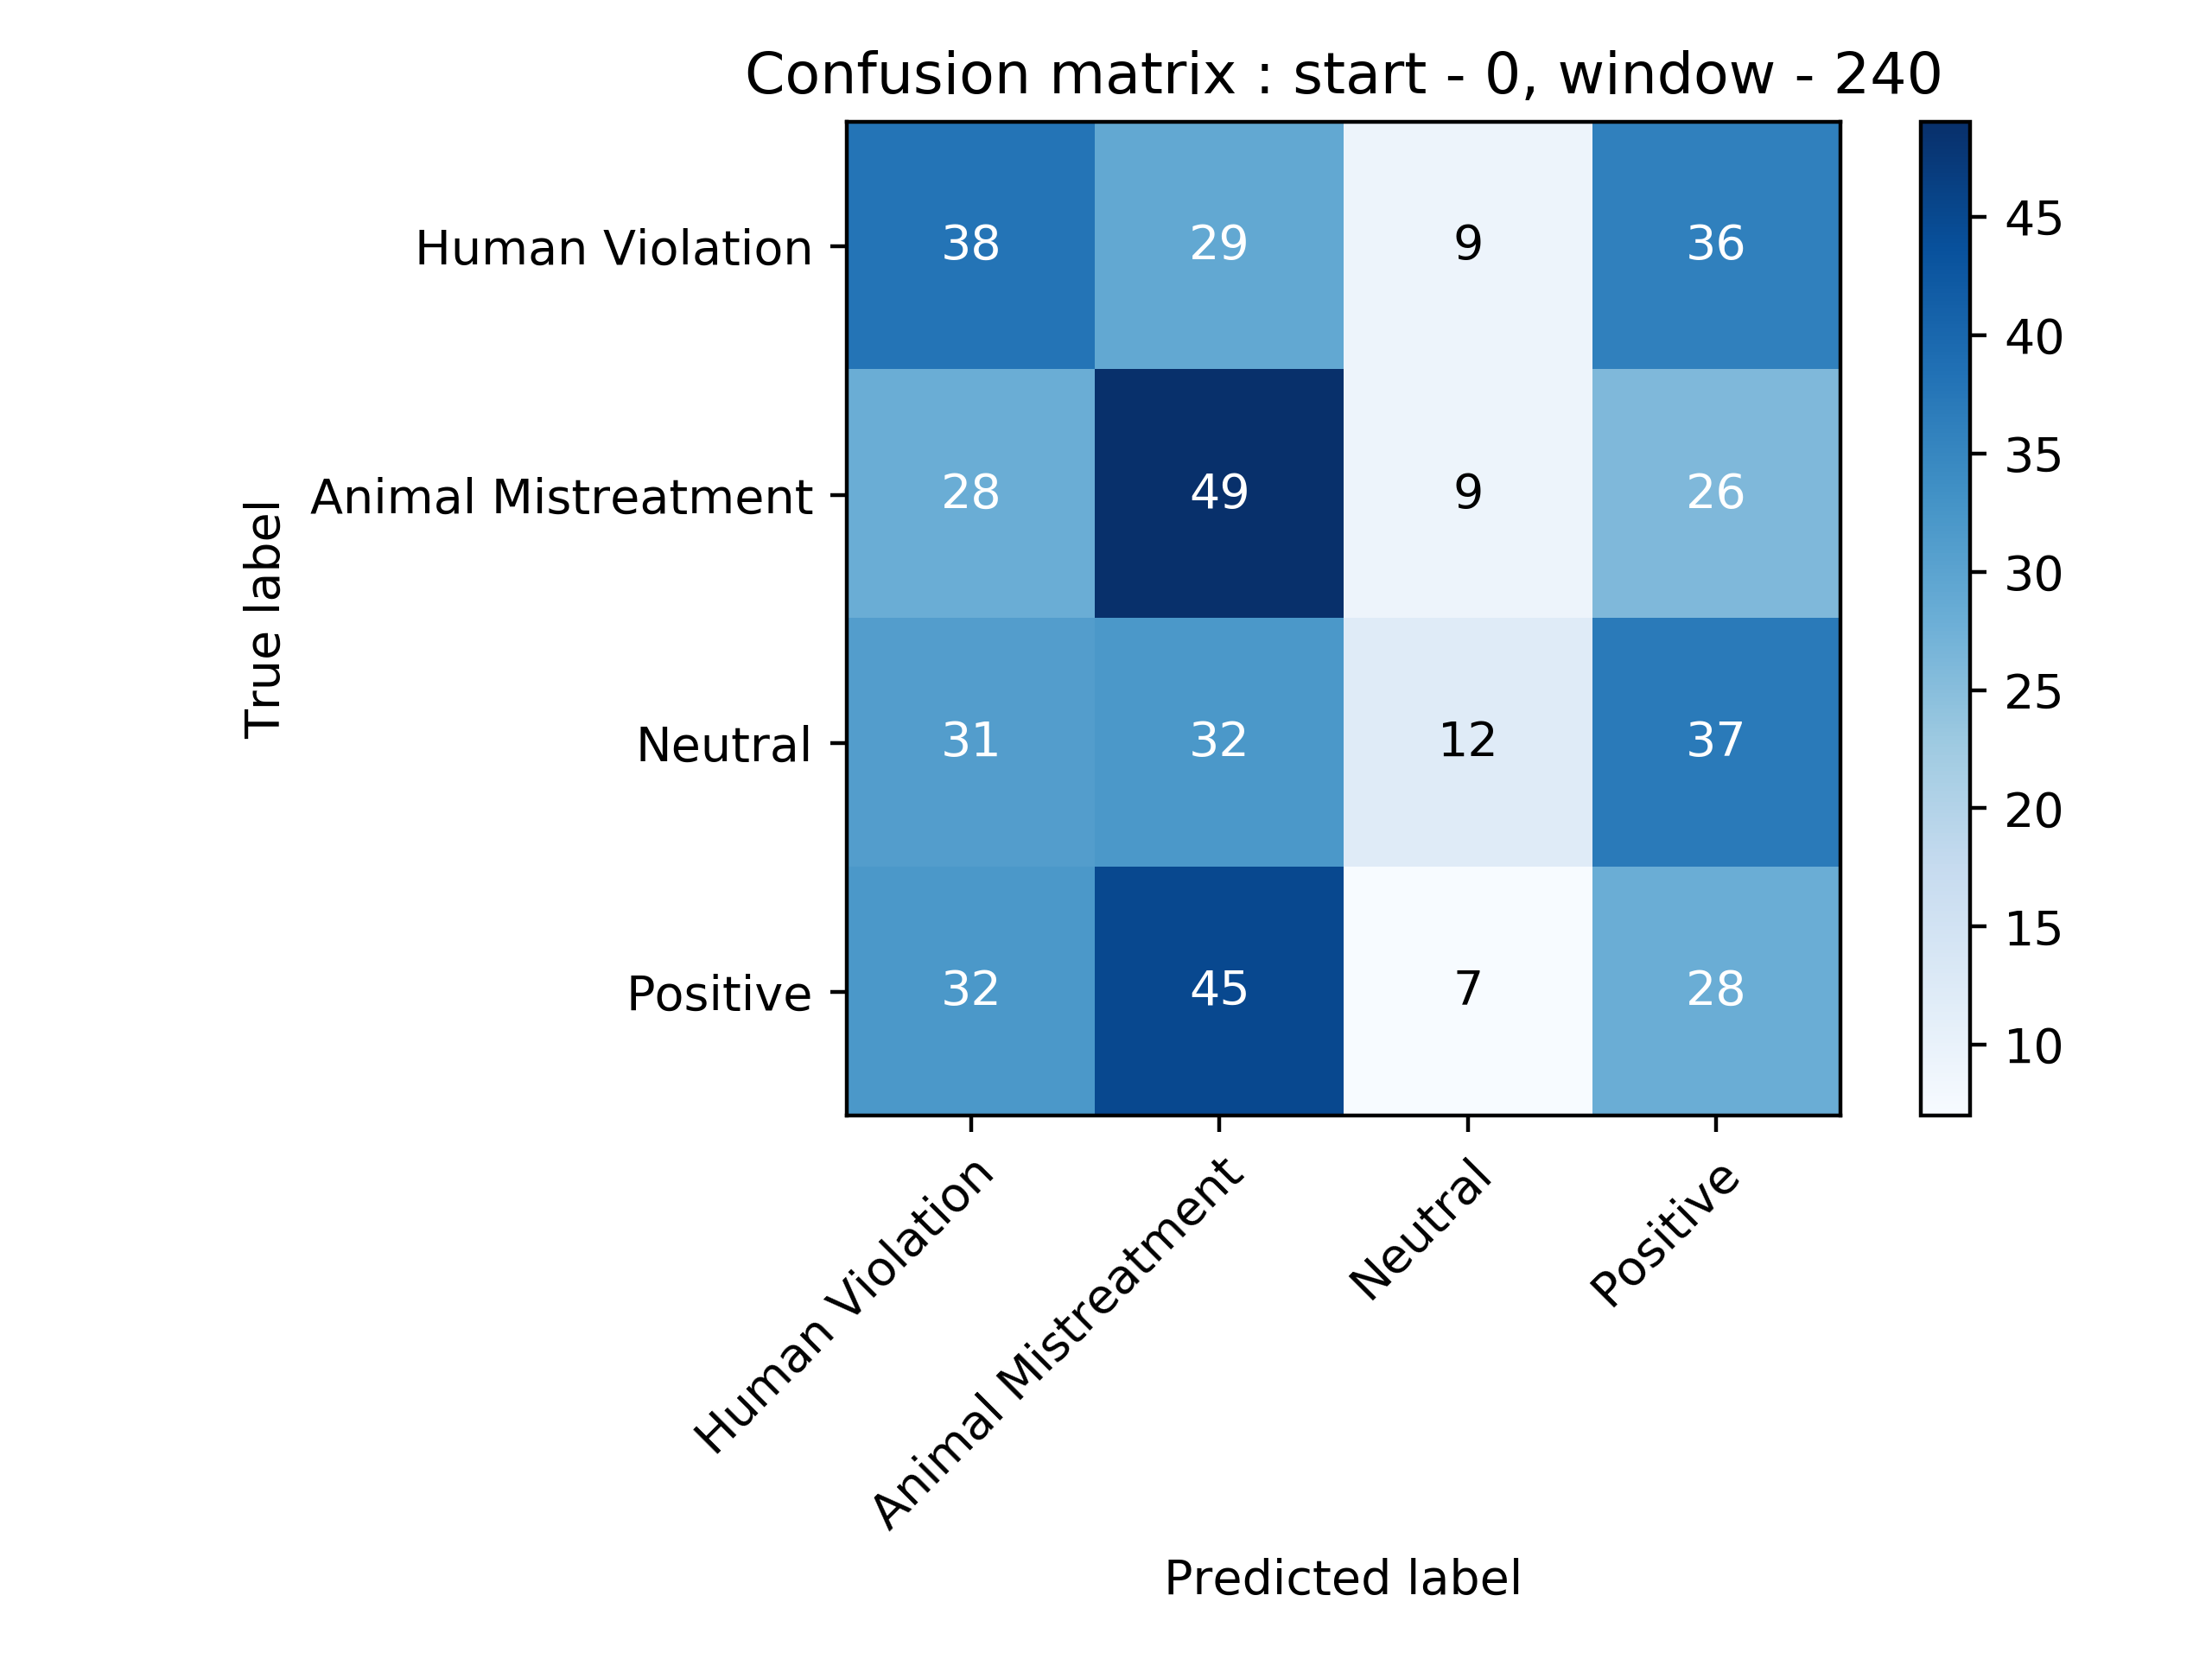 Confusion matrix : start - 0, window - 240
True label
Human Violation
38 29 9 36
Animal Mistreatment
28 49 9 26
Neutral
31 32 12 37
Positive
32 45 7 28
Human Violation
Animal Mistreatment
Neutral
Positive
Predicted label
45
40
35
30
25
20
15
10